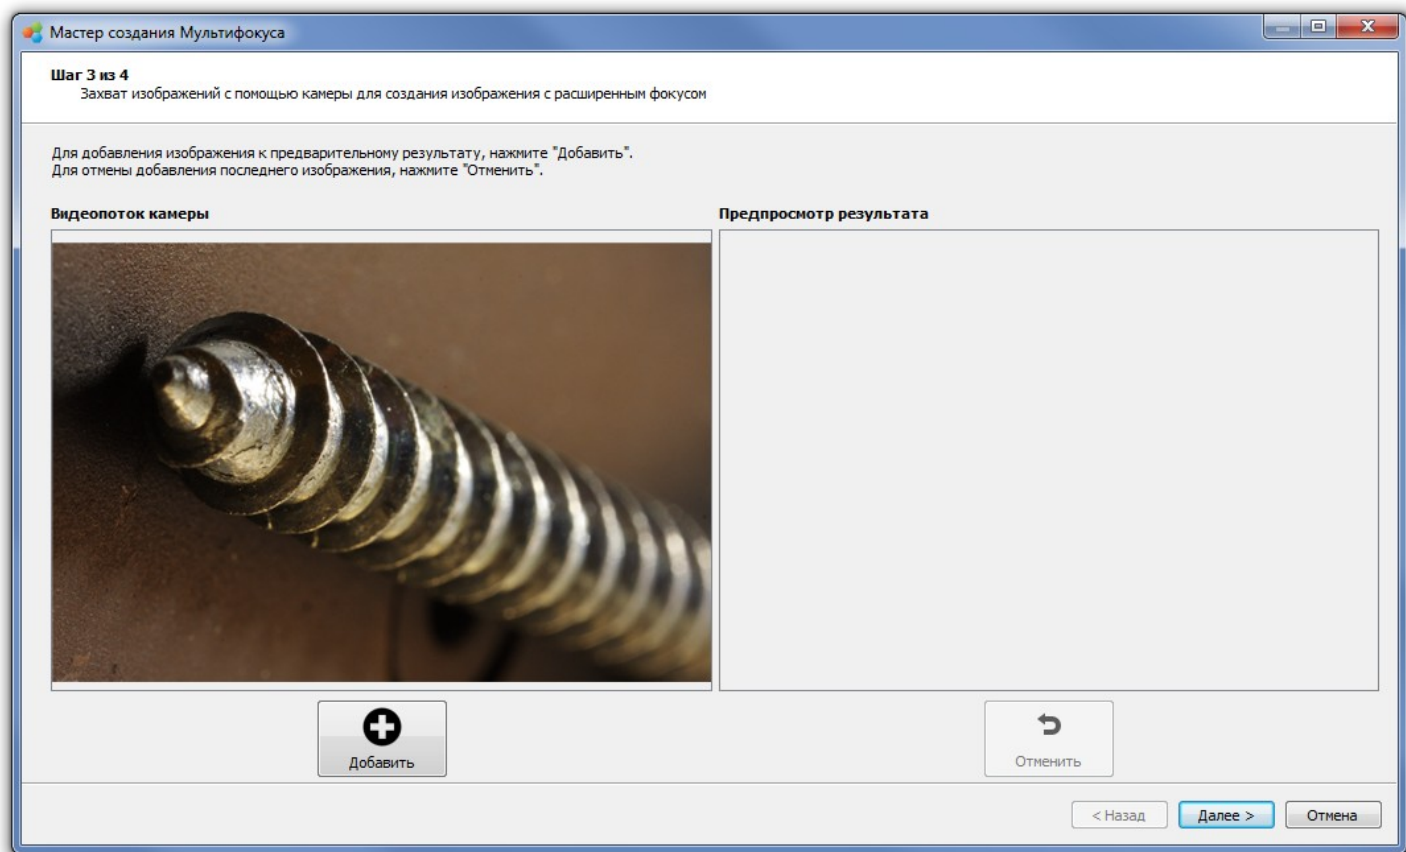 Мастер создания Мультифокуса
Шаг 3 из 4
Захват изображений с помощью камеры для создания изображения с расширенным фокусом
Для добавления изображения к предварительному результату, нажмите "Добавить".
Для отмены добавления последнего изображения, нажмите "Отменить".
Видеопоток камеры
Предпросмотр результата
Добавить
Отменить
< Назад
Далее >
Отмена